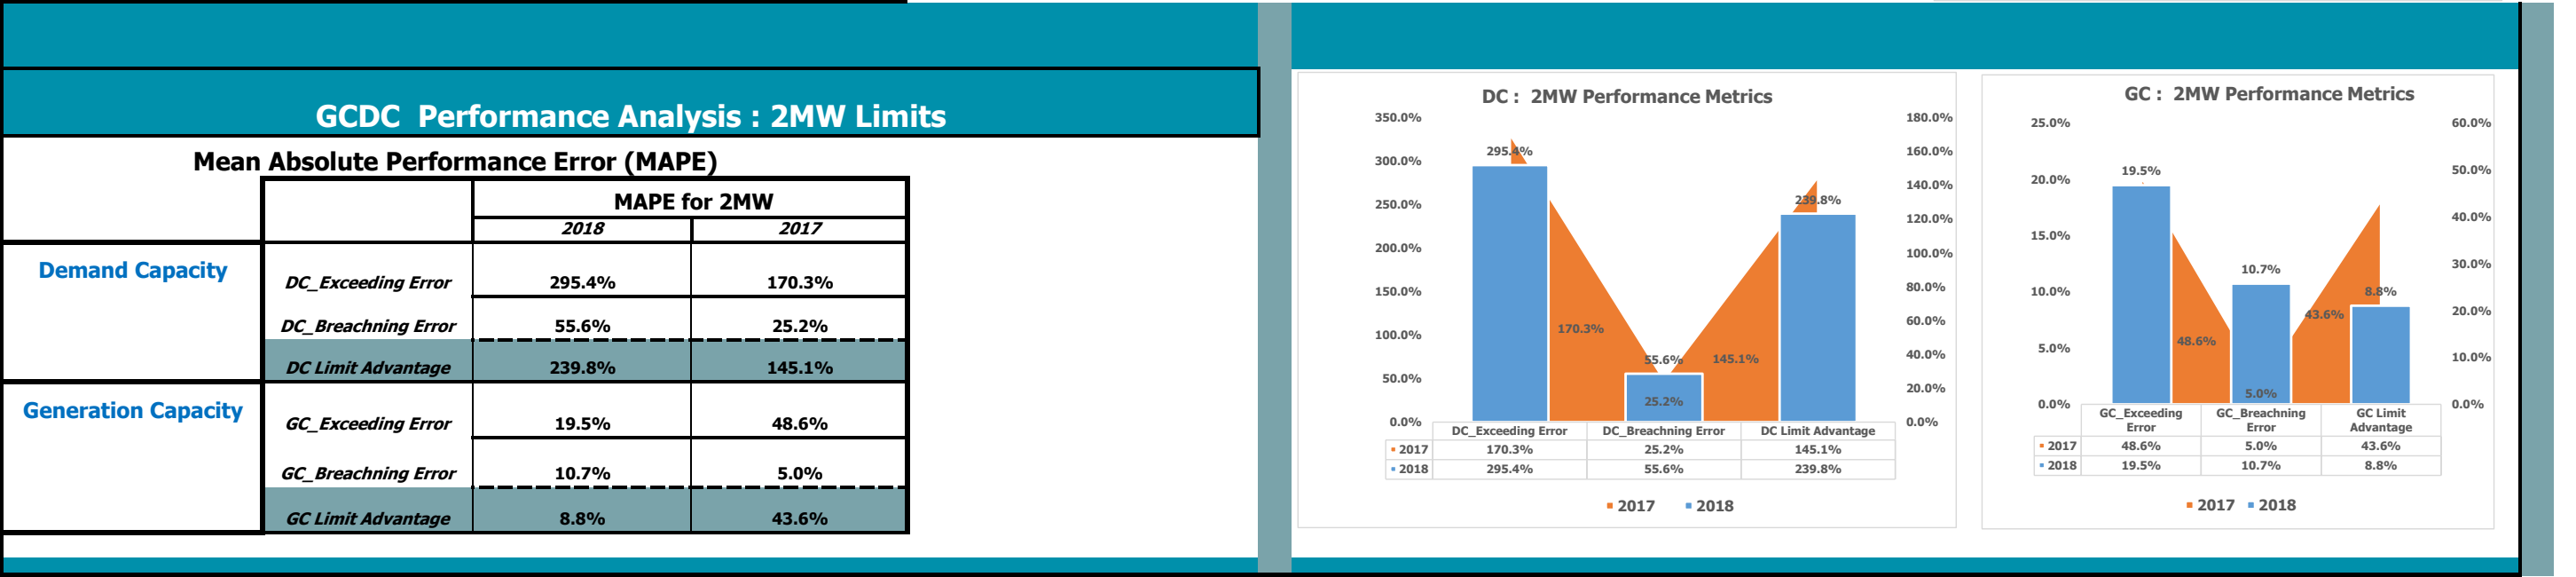 GCDC Performance Analysis : 2MW Limits
Mean Absolute Performance Error (MAPE)
MAPE for 2MW
2018 2017
Demand Capacity
DC_Exceeding Error 295.4% 170.3%
DC_Breachning Error 55.6% 25.2%
DC Limit Advantage 239.8% 145.1%
Generation Capacity
GC_Exceeding Error 19.5% 48.6%
GC_Breachning Error 10.7% 5.0%
GC Limit Advantage 8.8% 43.6%
DC : 2MW Performance Metrics
350.0%
300.0%
250.0%
200.0%
150.0%
100.0%
50.0%
0.0%
180.0%
160.0%
140.0%
120.0%
100.0%
80.0%
60.0%
40.0%
20.0%
0.0%
295.4%
239.8%
170.3%
55.6%
145.1%
25.2%
DC_Exceeding Error DC_Breachning Error DC Limit Advantage
2017 170.3% 25.2% 145.1%
2018 295.4% 55.6% 239.8%
2017 2018
GC : 2MW Performance Metrics
25.0%
20.0%
15.0%
10.0%
5.0%
0.0%
60.0%
50.0%
40.0%
30.0%
20.0%
10.0%
0.0%
19.5%
10.7%
8.8%
43.6%
48.6%
5.0%
GC_Exceeding Error
GC_Breachning Error
GC Limit Advantage
2017 48.6% 5.0% 43.6%
2018 19.5% 10.7% 8.8%
2017 2018